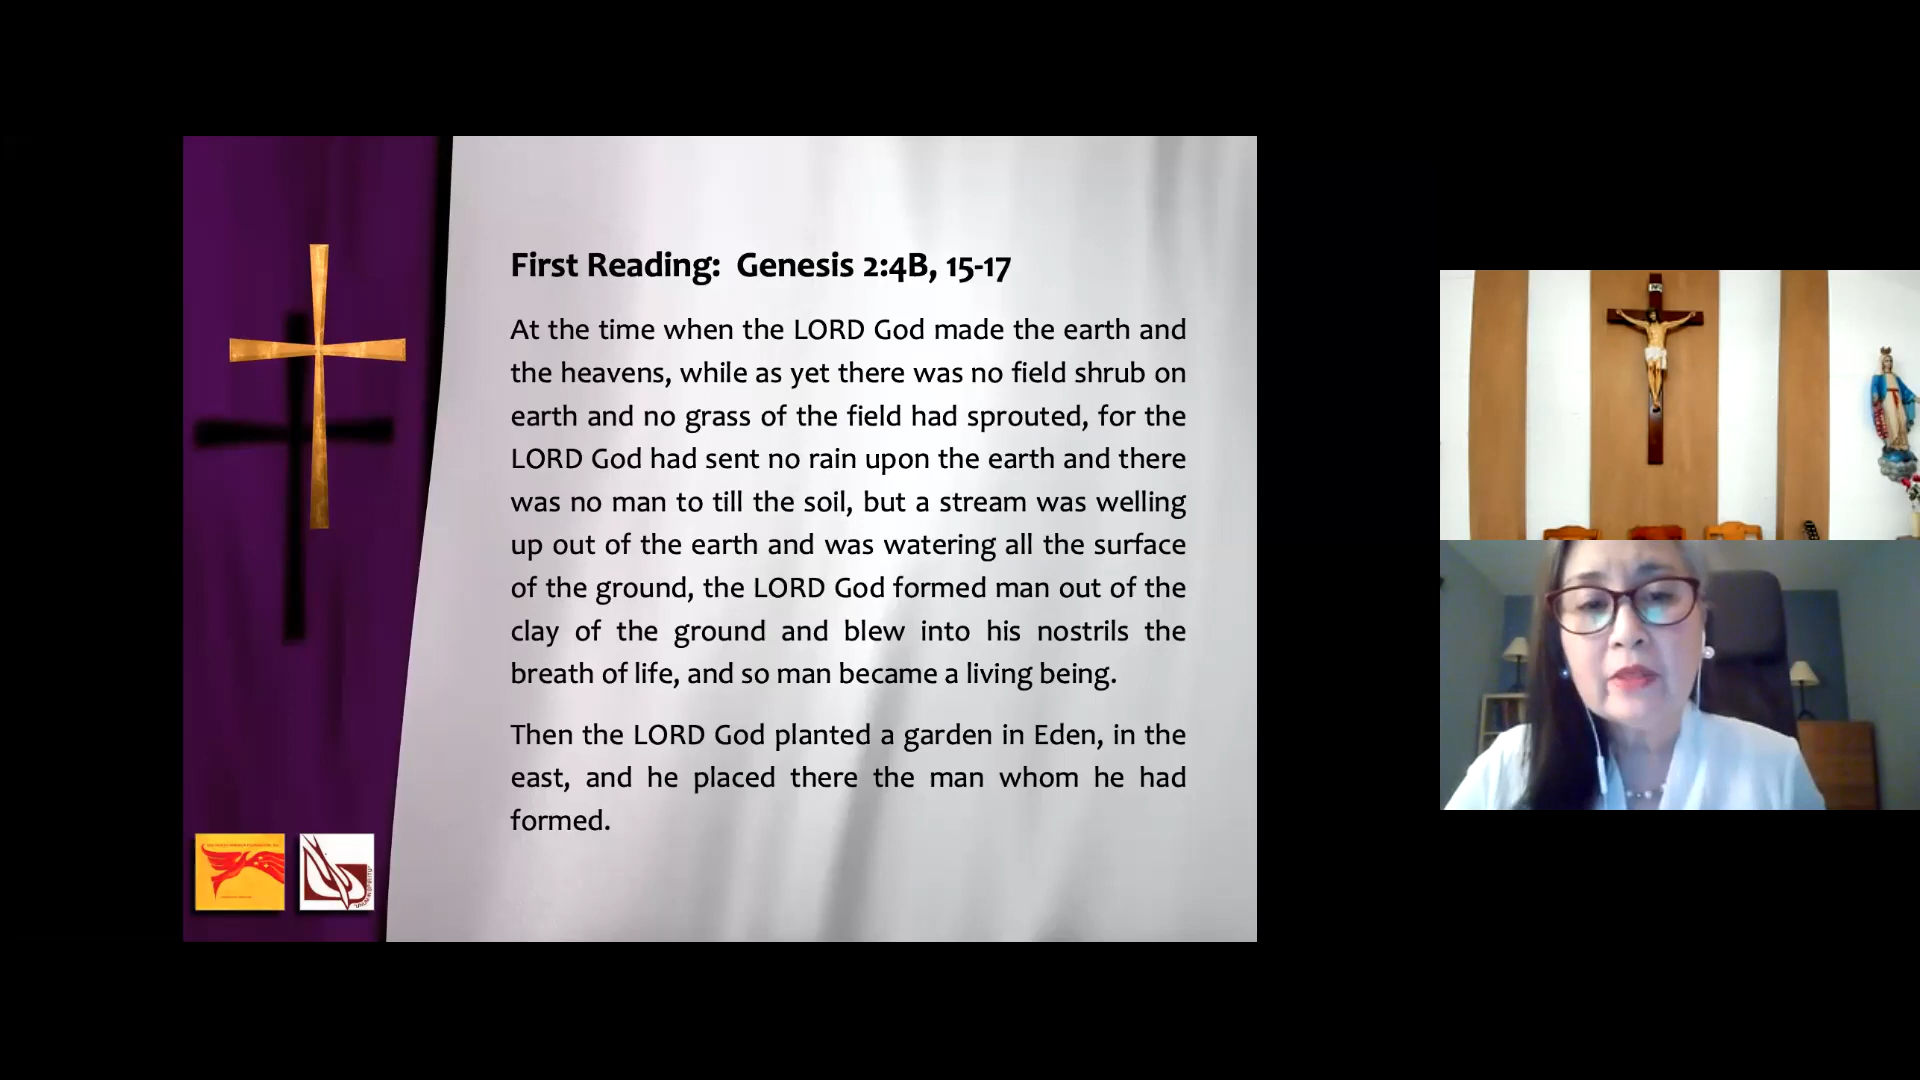 First Reading: Genesis 2:4B, 15-17
At the time when the LORD God made the earth and
the heavens, while as yet there was no field shrub on
earth and no grass of the field had sprouted, for the
LORD God had sent no rain upon the earth and there
was no man to till the soil, but a stream was welling
up out of the earth and was watering all the surface
of the ground, the LORD God formed man out of the
clay of the ground and blew into his nostrils the
breath of life, and so man became a living being.
Then the LORD God planted a garden in Eden, in the
east, and he placed there the man whom he had
formed.